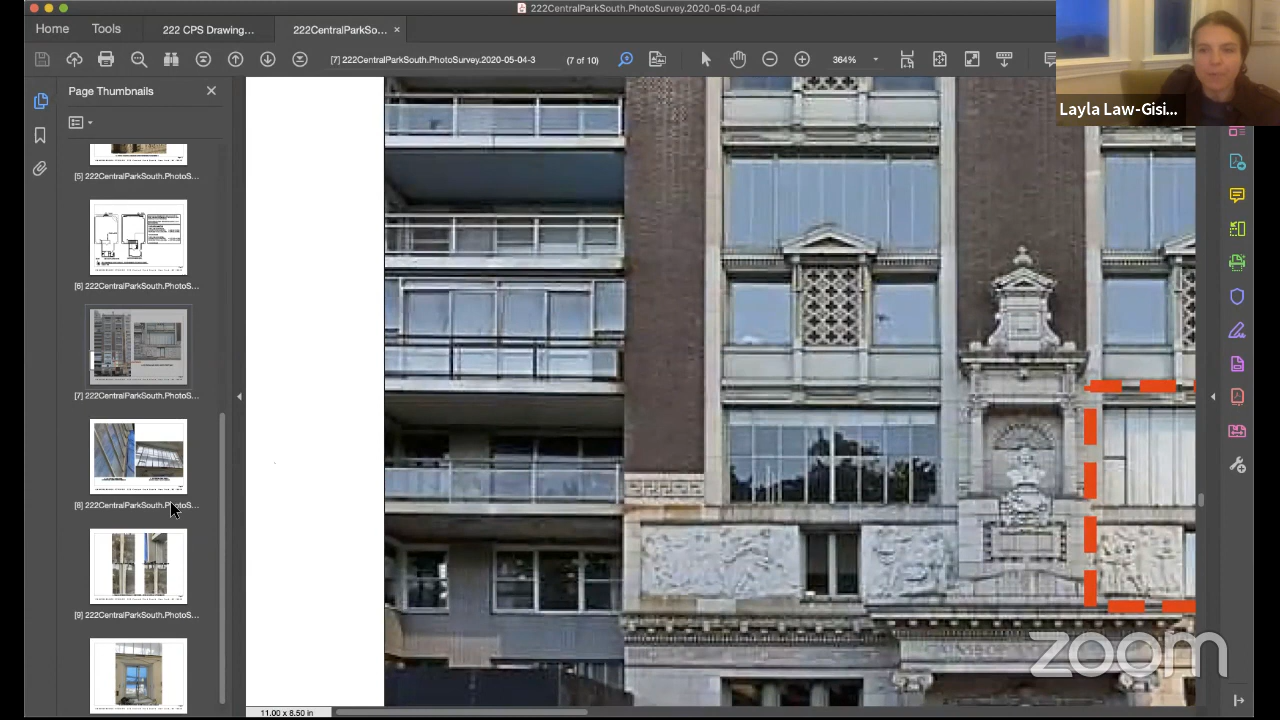 222CentralParkSouth.PhotoSurvey.2020-05-04.pdf
Home
Tools
222 CPS Drawing...
222CentralParkSo...
×
[7] 222CentralParkSouth.PhotoSurvey.2020-05-04-3
(7 of 10)
364%
Layla Law-Gisi...
Page Thumbnails
[5] 222CentralParkSouth.PhotoS...
[6] 222CentralParkSouth.PhotoS...
[7] 222CentralParkSouth.PhotoS...
[8] 222CentralParkSouth.PhotoS...
[9] 222CentralParkSouth.PhotoS...
11.00 x 8.50 in
zoom